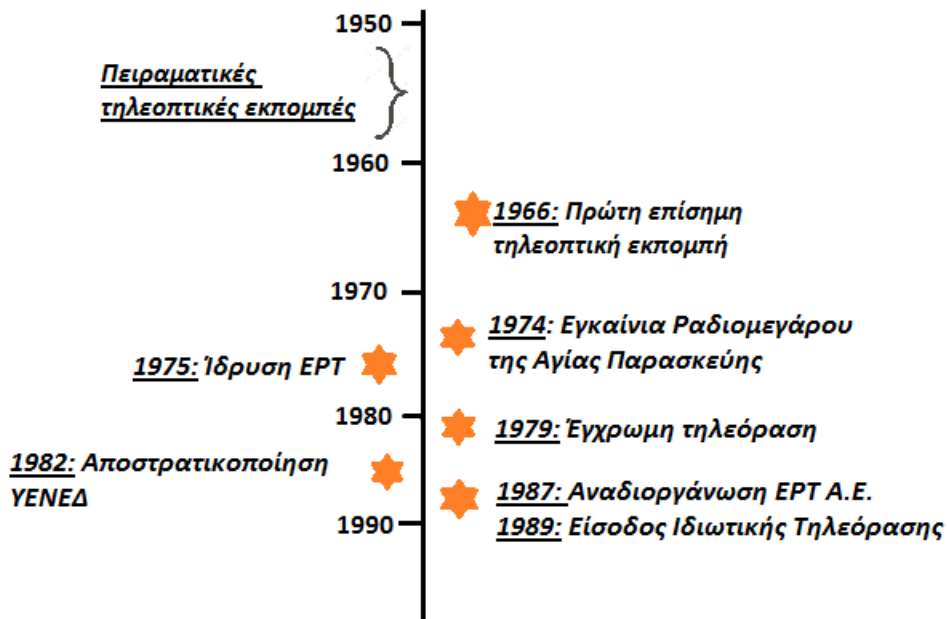 1950
Πειραματικές
τηλεοπτικές εκπομπές
1960
1966: Πρώτη επίσημη
τηλεοπτική εκπομπή
1970
1974: Εγκαίνια Ραδιομεγάρου
της Αγίας Παρασκεύης
1975: Ίδρυση ΕΡΤ
1980
1979: Έγχρωμη τηλεόραση
1982: Αποστρατικοποίηση
ΥΕΝΕΔ
1987: Αναδιοργάνωση ΕΡΤ Α.Ε.
1989: Είσοδος Ιδιωτικής Τηλεόρασης
1990